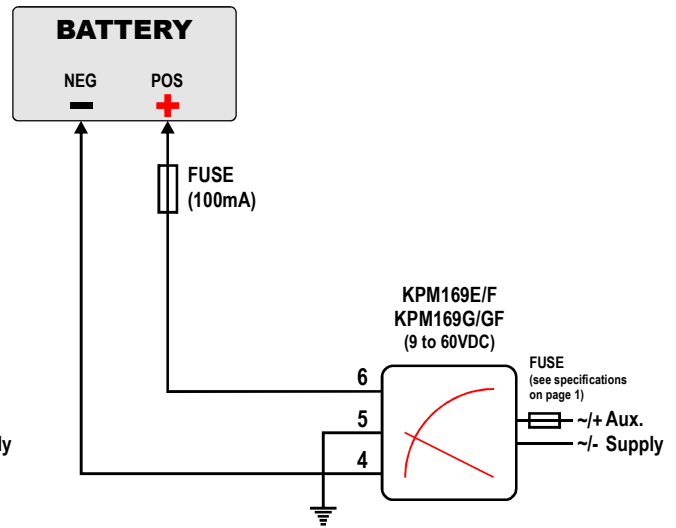 BATTERY
NEG POS
FUSE
(100mA)
KPM169E/F
KPM169G/GF
(9 to 60VDC)
FUSE
(see specifications
on page 1)
6
5
4
~/+ Aux.
~/- Supply
ly